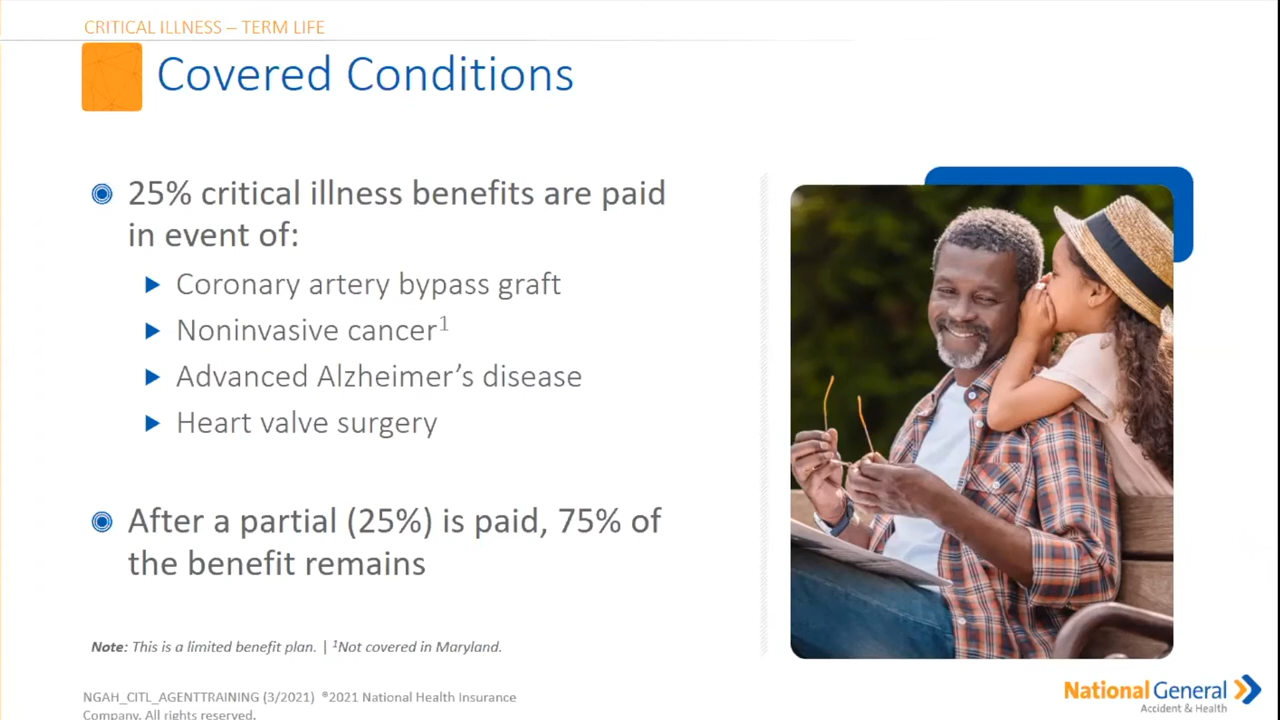 CRITICAL ILLNESS – TERM LIFE
Covered Conditions
25% critical illness benefits are paid
in event of:
Coronary artery bypass graft
Noninvasive cancer¹
Advanced Alzheimer’s disease
Heart valve surgery
After a partial (25%) is paid, 75% of
the benefit remains
Note: This is a limited benefit plan. | ¹Not covered in Maryland.
NGAH_CITL_AGENTTRAINING (3/2021) ®2021 National Health Insurance
Company. All rights reserved.
National General
Accident & Health